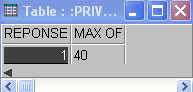 Table : :PRIV...
REPONSE MAX OF
1 40